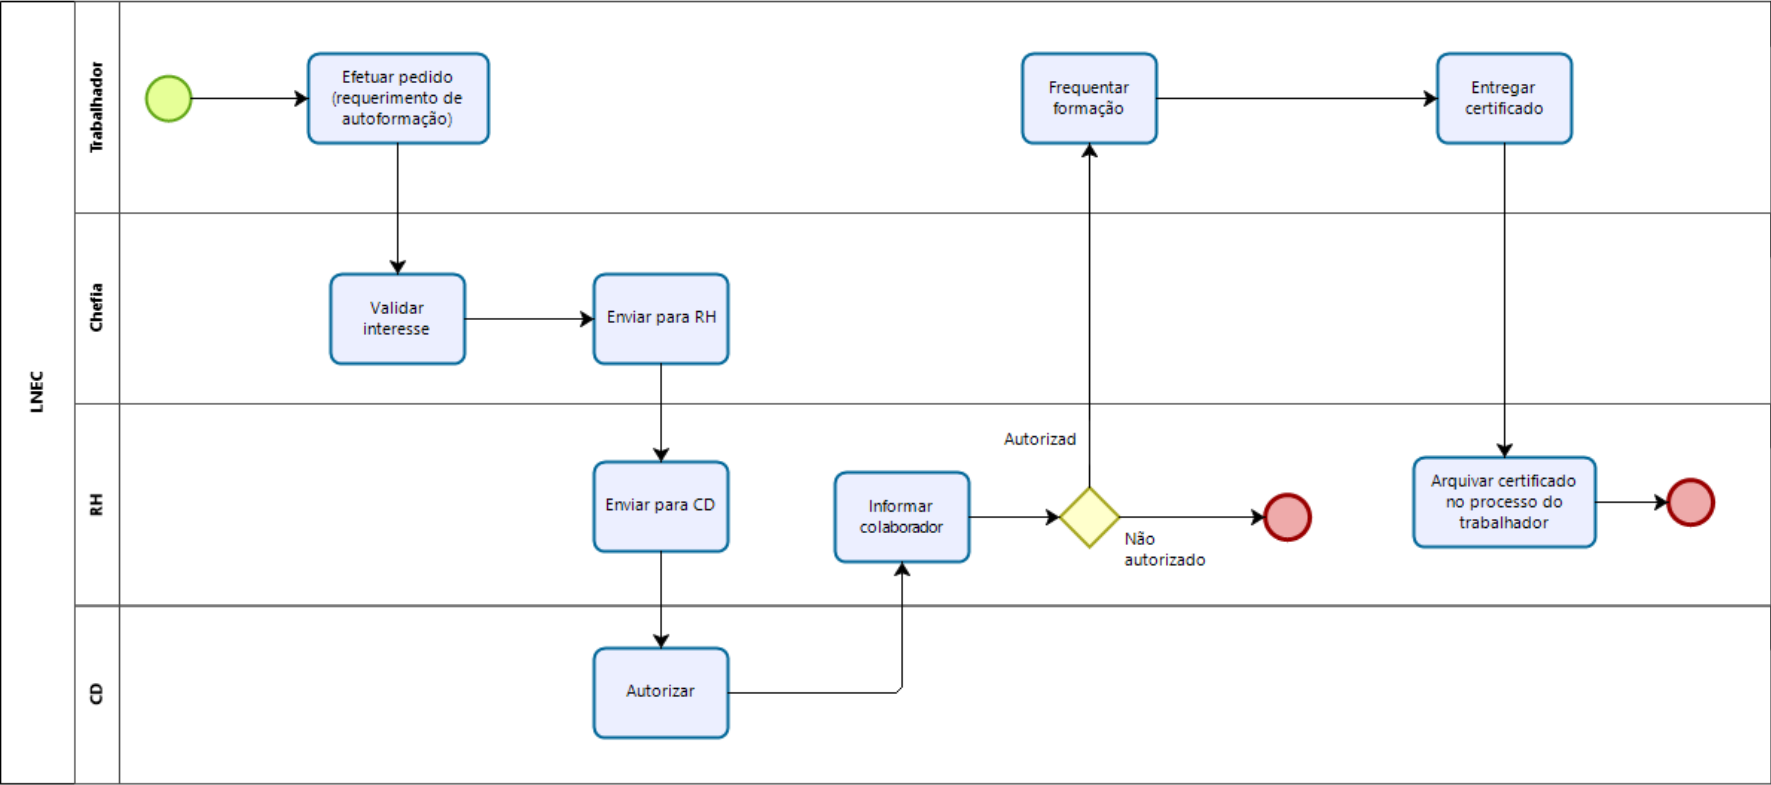 LNEC
Trabalhador
Efetuar pedido
(requerimento de
autoformação)
Frequentar
formação
Entregar
certificado
Chefia
Validar
interesse
Enviar para RH
RH
Enviar para CD
Informar
colaborador
Autorizad
Não
autorizado
Arquivar certificado
no processo do
trabalhador
CD
Autorizar